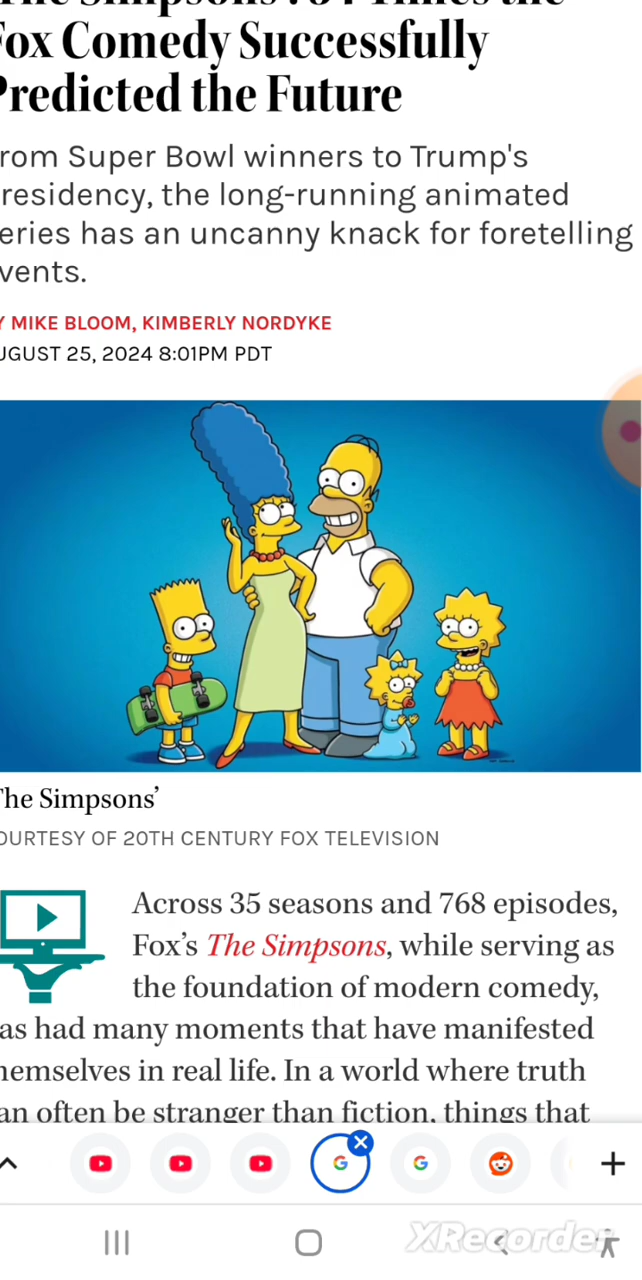 Fox Comedy Successfully
Predicted the Future
rom Super Bowl winners to Trump's
residency, the long-running animated
eries has an uncanny knack for foretelling
vents.
Y MIKE BLOOM, KIMBERLY NORDYKE
UGUST 25, 2024 8:01PM PDT
The Simpsons’
OURTESY OF 20TH CENTURY FOX TELEVISION
Across 35 seasons and 768 episodes,
Fox’s The Simpsons, while serving as
the foundation of modern comedy,
as had many moments that have manifested
hemselves in real life. In a world where truth
an often be stranger than fiction, things that
XRecorder